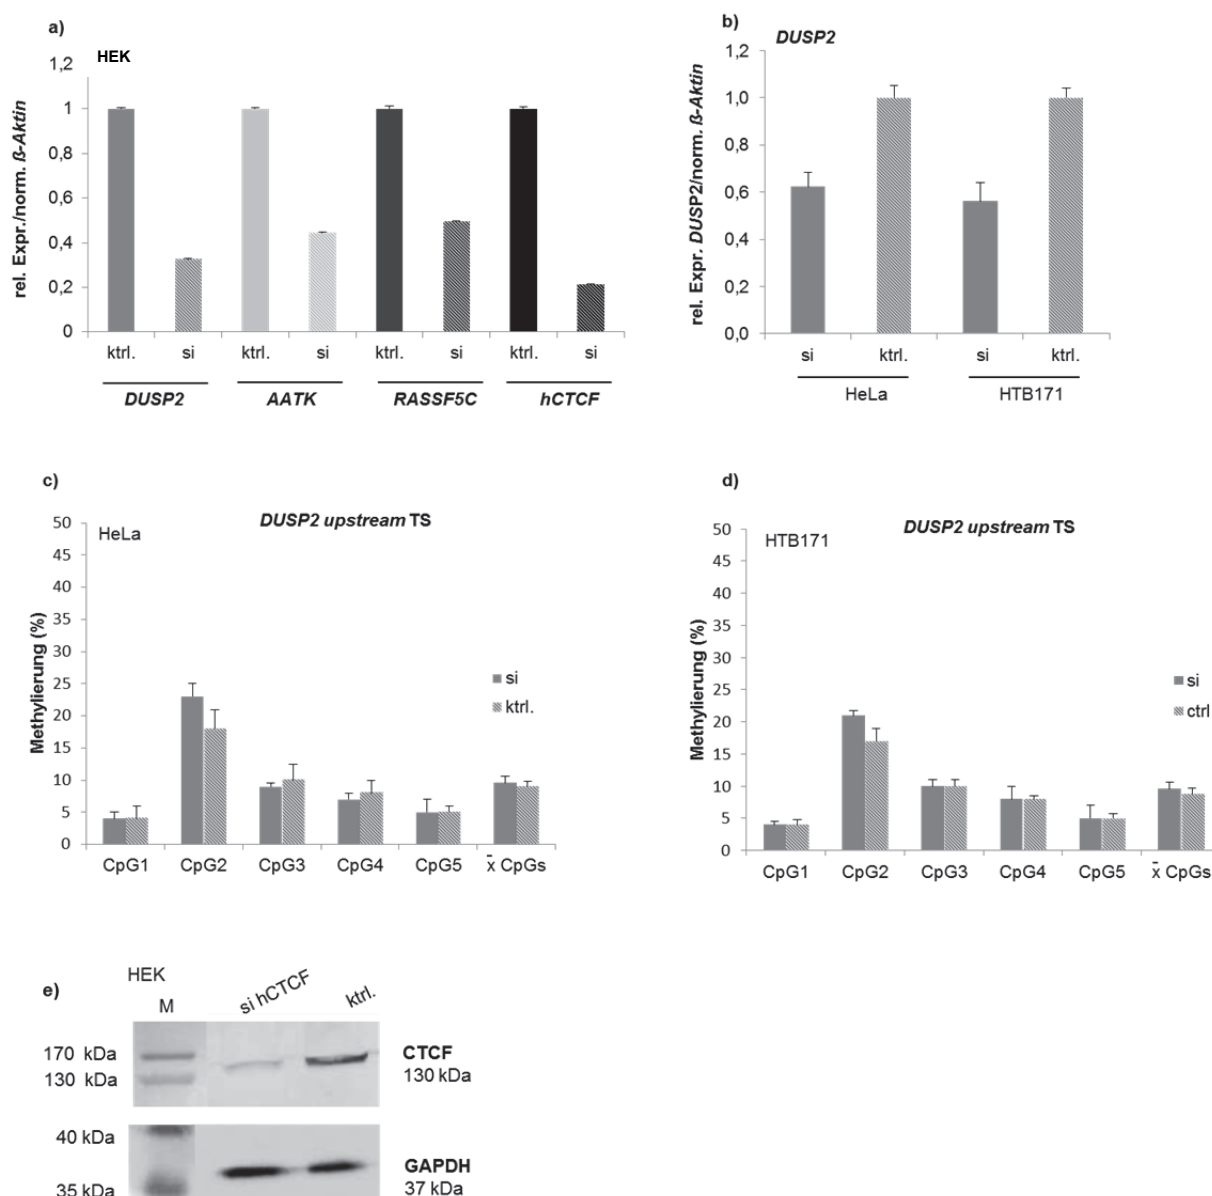 a)
HEK
rel. Expr./norm. ß-Aktin
1,2
1
0,8
0,6
0,4
0,2
0
ktrl. si ktrl. si ktrl. si ktrl. si
DUSP2 AATK RASSF5C hCTCF
b)
DUSP2
rel. Expr. DUSP2/norm. ß-Aktin
1,2
1,0
0,8
0,6
0,4
0,2
0,0
si ktrl. si ktrl.
HeLa HTB171
c)
DUSP2 upstream TS
HeLa
Methylierung (%)
50
45
40
35
30
25
20
15
10
5
0
si
ktrl.
CpG1 CpG2 CpG3 CpG4 CpG5 x̄ CpGs
d)
DUSP2 upstream TS
HTB171
Methylierung (%)
50
45
40
35
30
25
20
15
10
5
0
si
ctrl
CpG1 CpG2 CpG3 CpG4 CpG5 x̄ CpGs
e)
HEK
M si hCTCF ktrl.
170 kDa
130 kDa
CTCF
130 kDa
40 kDa
35 kDa
GAPDH
37 kDa